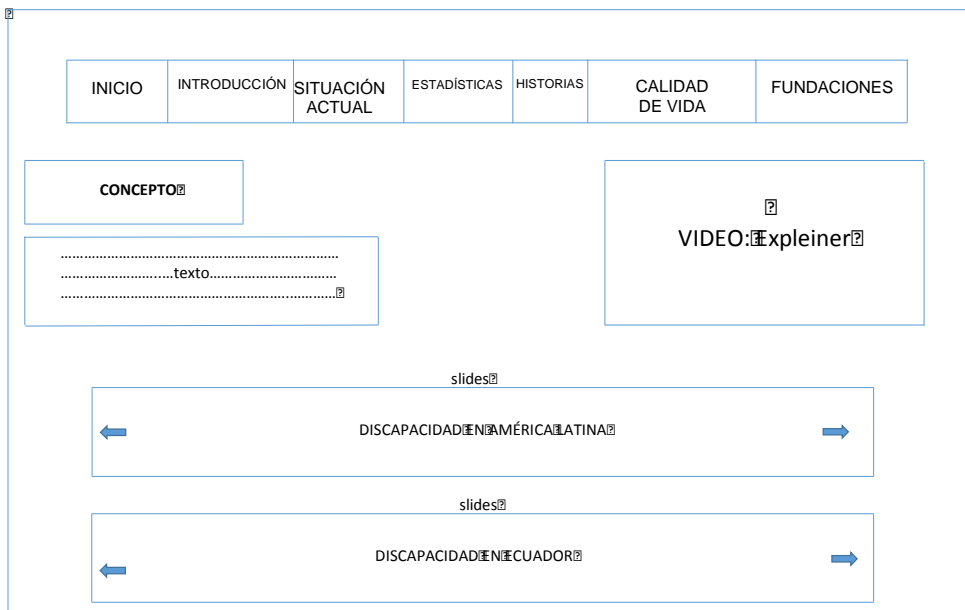 INICIO
INTRODUCCIÓN
SITUACIÓN
ACTUAL
ESTADÍSTICAS
HISTORIAS
CALIDAD
DE VIDA
FUNDACIONES
CONCEPTO
VIDEO: Expleiner
……………………………………………………………
……………………..…texto……………………………
………………………………………………..…………
slides
DISCAPACIDAD EN AMÉRICA LATINA
slides
DISCAPACIDAD EN ECUADOR